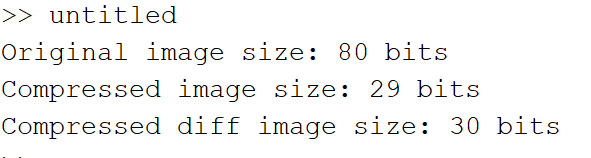 >> untitled
Original image size: 80 bits
Compressed image size: 29 bits
Compressed diff image size: 30 bits